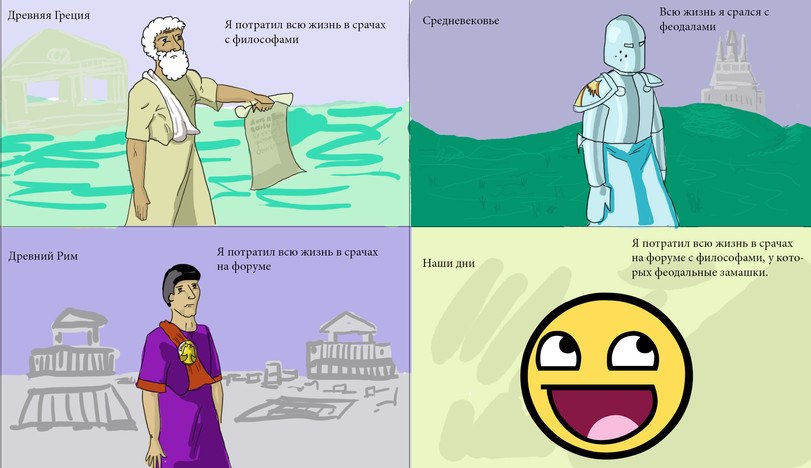 Древняя Греция
Я потратил всю жизнь в срачах
с философами
Средневековье
Всю жизнь я срался с
феодалами
Древний Рим
Я потратил всю жизнь в срачах
на форуме
Наши дни
Я потратил всю жизнь в срачах
на форуме с философами, у кото-
рых феодальные замашки.